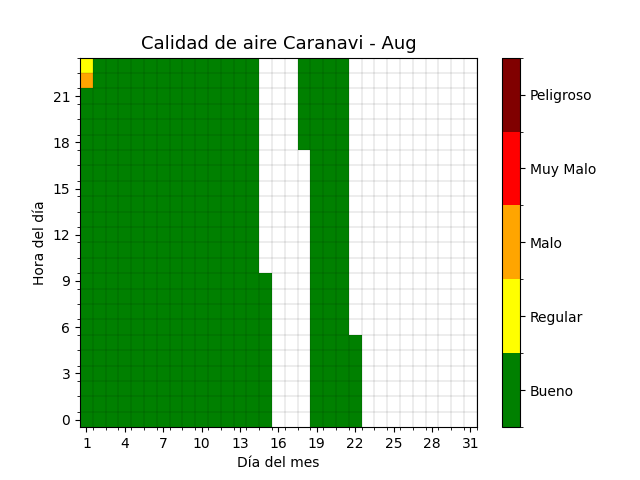 Calidad de aire Caranavi - Aug
Hora del día
21
18
15
12
9
6
3
0
1 4 7 10 13 16 19 22 25 28 31
Día del mes
Peligroso
Muy Malo
Malo
Regular
Bueno